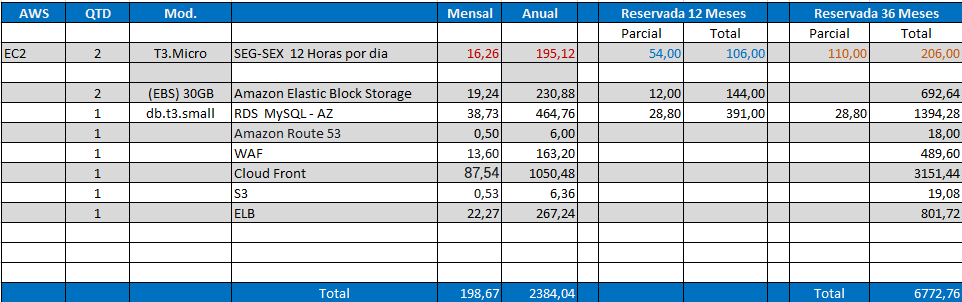 AWS QTD Mod. Mensal Anual Reservada 12 Meses Reservada 36 Meses
Parcial Total Parcial Total
EC2 2 T3.Micro SEG-SEX 12 Horas por dia 16,26 195,12 54,00 106,00 110,00 206,00
2 (EBS) 30GB Amazon Elastic Block Storage 19,24 230,88 12,00 144,00 692,64
1 db.t3.small RDS MySQL - AZ 38,73 464,76 28,80 391,00 28,80 1394,28
1 Amazon Route 53 0,50 6,00 18,00
1 WAF 13,60 163,20 489,60
1 Cloud Front 87,54 1050,48 3151,44
1 S3 0,53 6,36 19,08
1 ELB 22,27 267,24 801,72
Total 198,67 2384,04 Total 6772,76